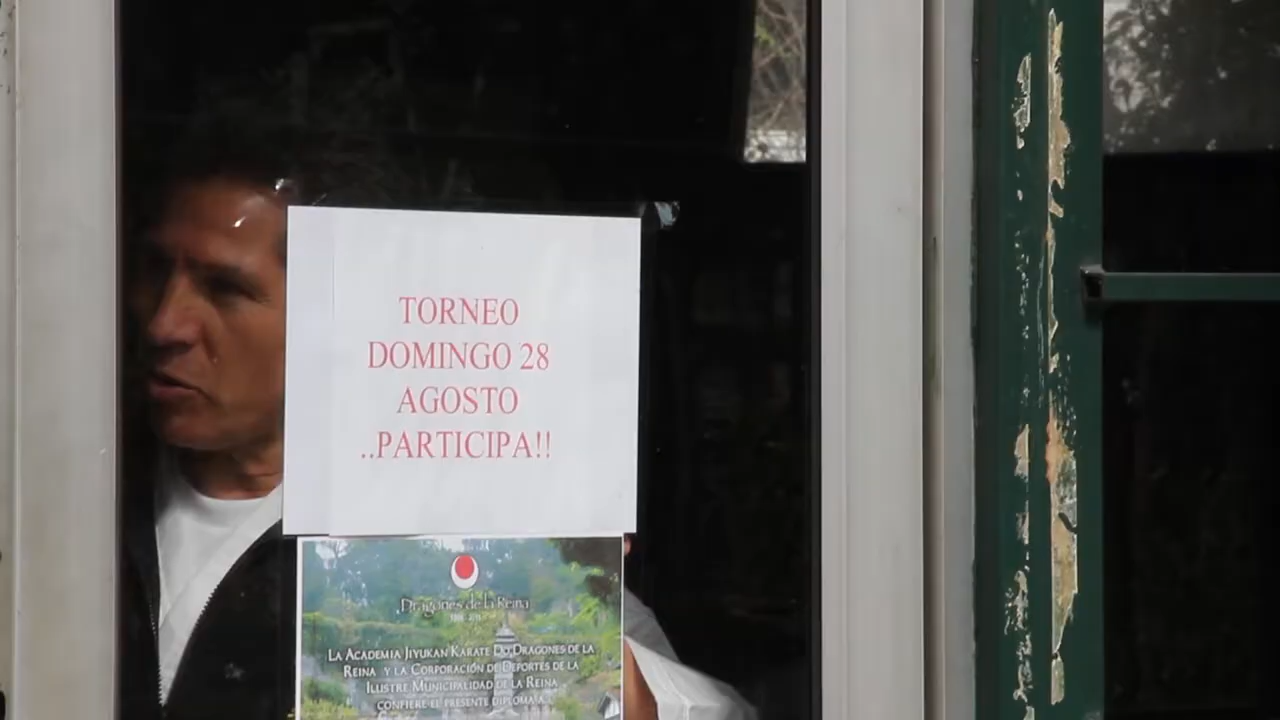 TORNEO
DOMINGO 28
AGOSTO
..PARTICIPA!!
Dragones de la Reina
LA ACADEMIA JIYUKAN KARATE DO DRAGONES DE LA
REINA Y LA CORPORACIÓN DE DEPORTES DE LA
ILUSTRE MUNICIPALIDAD DE LA REINA
CONFIERE EL PRESENTE DIPLOMA A